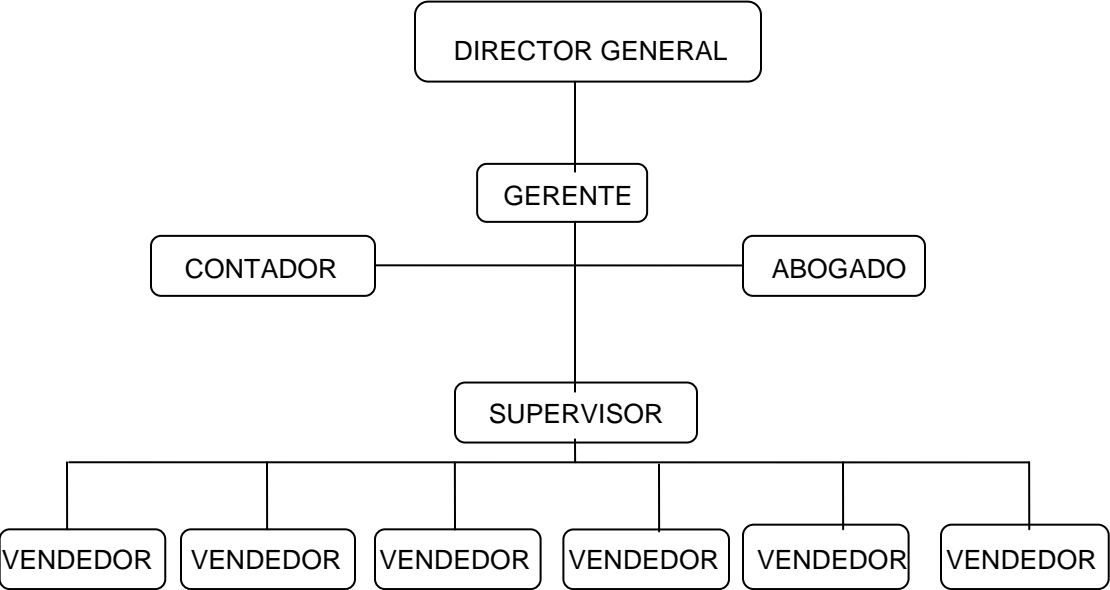 DIRECTOR GENERAL
GERENTE
CONTADOR
ABOGADO
SUPERVISOR
VENDEDOR
VENDEDOR
VENDEDOR
VENDEDOR
VENDEDOR
VENDEDOR